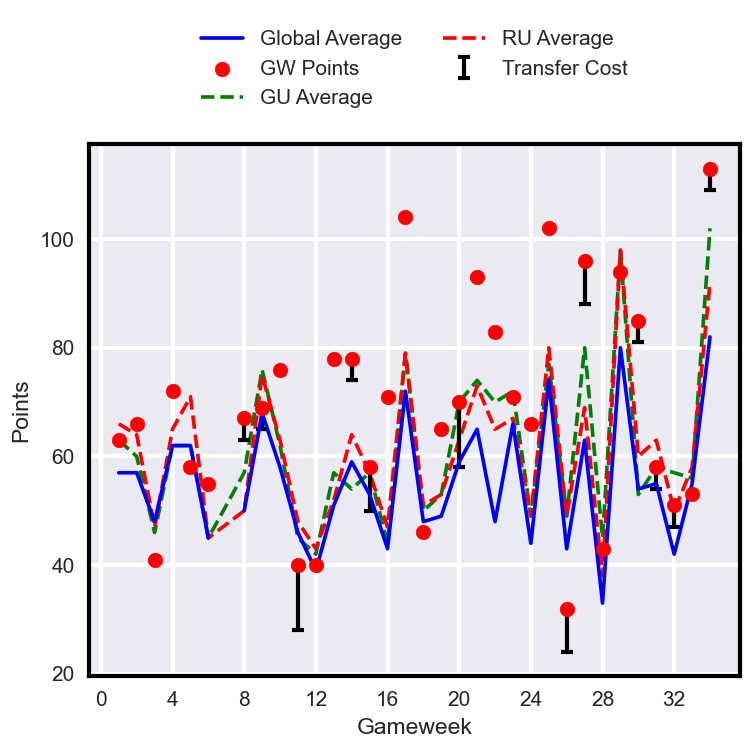 Global Average
GW Points
GU Average
RU Average
Transfer Cost
Points
100
80
60
40
20
0 4 8 12 16 20 24 28 32
Gameweek